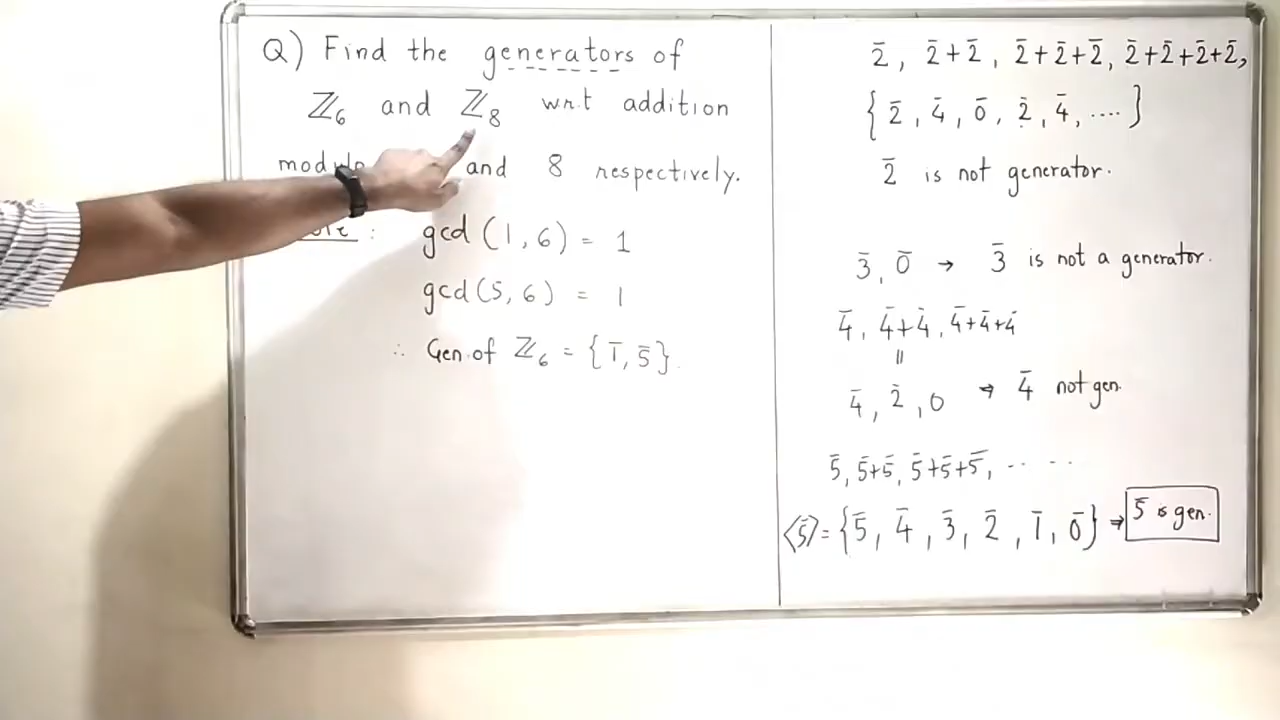 Q) Find the generators of
ℤ₆ and ℤ₈ w.r.t addition
and 8 respectively.
: gcd (1, 6) = 1
gcd (5, 6) = 1
∴ Gen. of ℤ₆ = {1̄, 5̄}.
2̄, 2̄+2̄, 2̄+2̄+2̄, 2̄+2̄+2̄+2̄,
{2̄, 4̄, 0̄, 2̄, 4̄, ....}
2̄ is not generator.
3̄, 0̄ → 3̄ is not a generator.
4̄, 4̄+4̄, 4̄+4̄+4̄
||
4̄, 2̄, 0 ⇒ 4̄ not gen.
5̄, 5̄+5̄, 5̄+5̄+5̄, .. ..
⟨5̄⟩ = {5̄, 4̄, 3̄, 2̄, 1̄, 0̄} ⇒ 5̄ is gen.